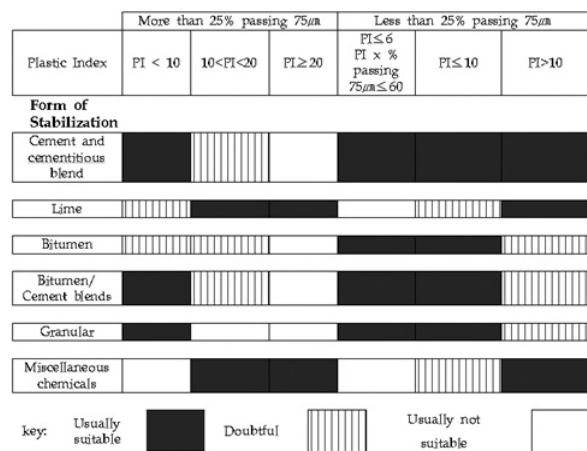 More than 25% passing 75㎛ Less than 25% passing 75㎛
Plastic Index PI < 10 10<PI<20 PI≥20 PI≤6 PI≤10 PI>10
PI x %
passing
75㎛≤60
Form of
Stabilization
Cement and
cementitious
blend
Lime
Bitumen
Bitumen/
Cement blends
Granular
Miscellaneous
chemicals
key: Usually
suitable
Doubtful
Usually not
suitable